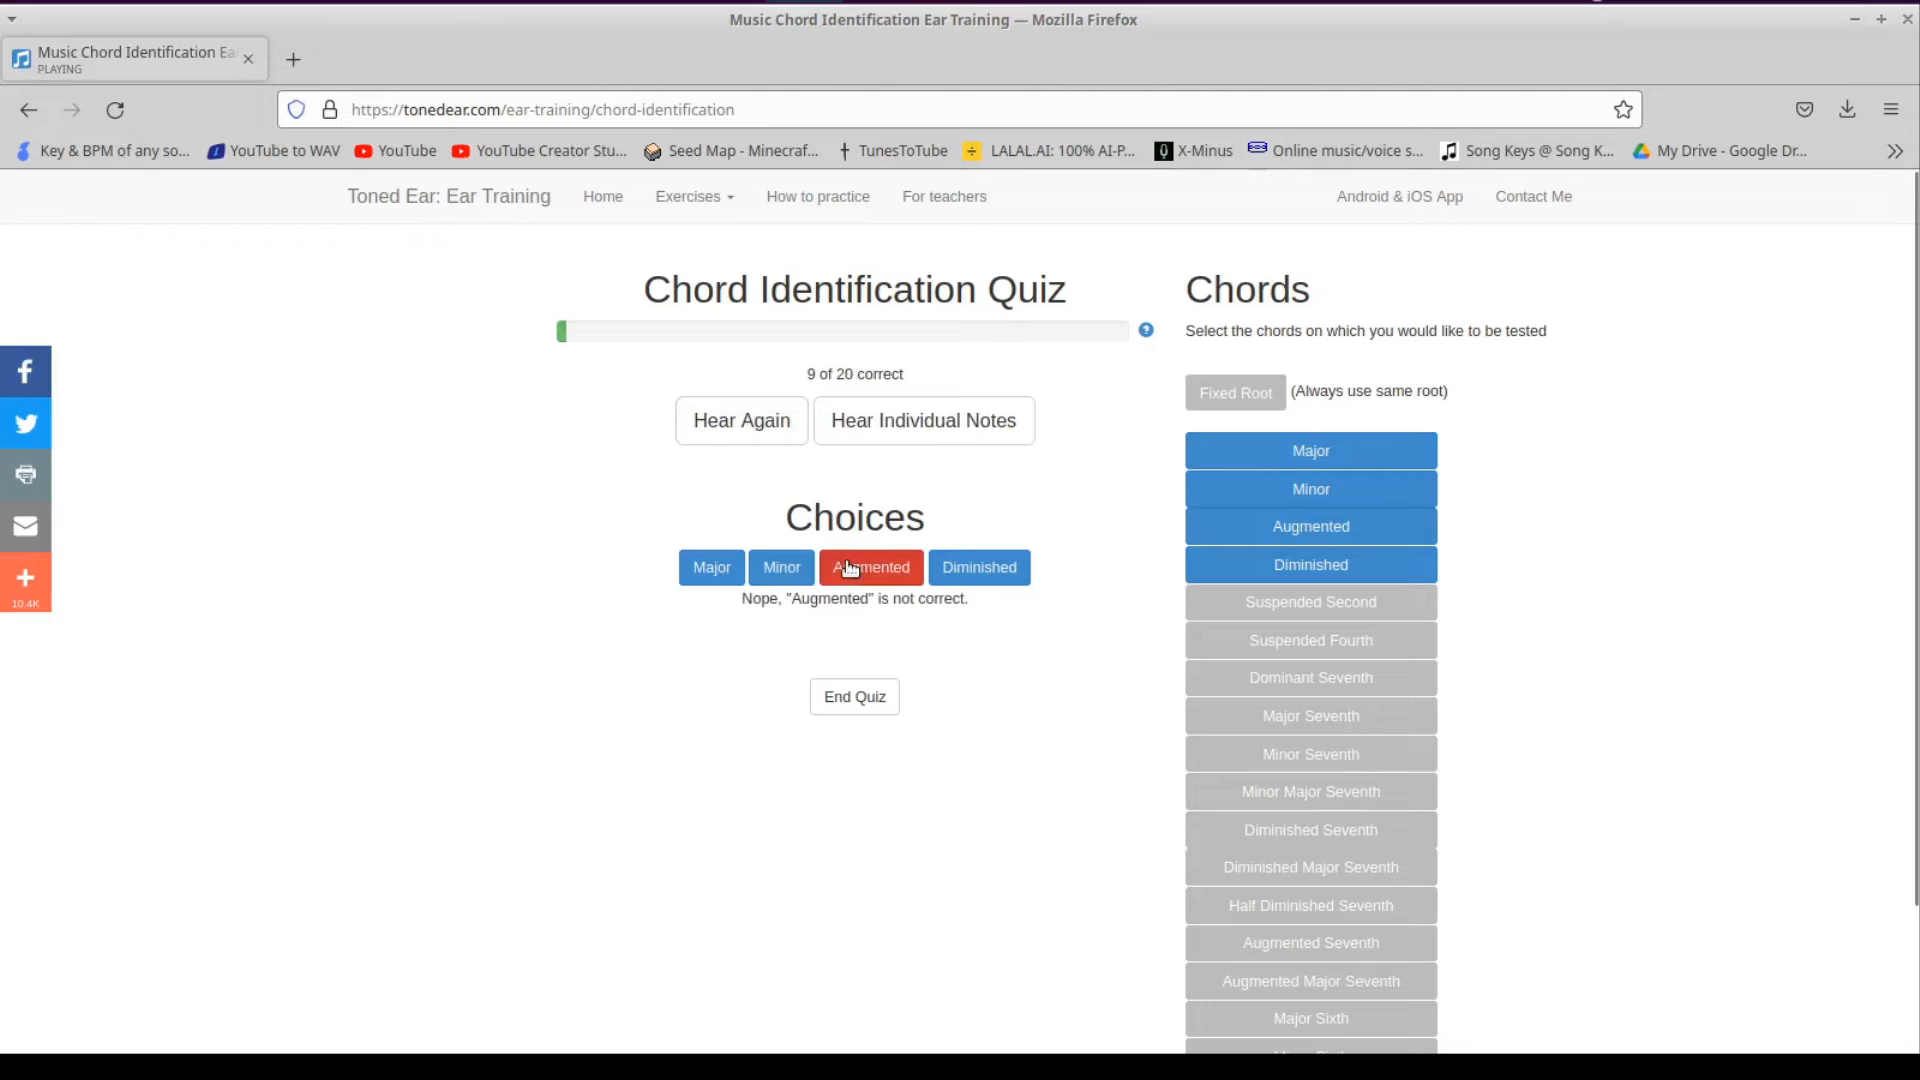 Music Chord Identification Ear Training — Mozilla Firefox
Music Chord Identification Ea
PLAYING
https://tonedear.com/ear-training/chord-identification
Key & BPM of any so... YouTube to WAV YouTube YouTube Creator Stu... Seed Map - Minecraf... TunesToTube LALAL.AI: 100% AI-P... X-Minus Online music/voice s... Song Keys @ Song K... My Drive - Google Dr...
Toned Ear: Ear Training Home Exercises How to practice For teachers Android & iOS App Contact Me
Chord Identification Quiz
9 of 20 correct
Hear Again Hear Individual Notes
Choices
Major Minor Augmented Diminished
Nope, "Augmented" is not correct.
End Quiz
10.4K
Chords
Select the chords on which you would like to be tested
Fixed Root (Always use same root)
Major
Minor
Augmented
Diminished
Suspended Second
Suspended Fourth
Dominant Seventh
Major Seventh
Minor Seventh
Minor Major Seventh
Diminished Seventh
Diminished Major Seventh
Half Diminished Seventh
Augmented Seventh
Augmented Major Seventh
Major Sixth